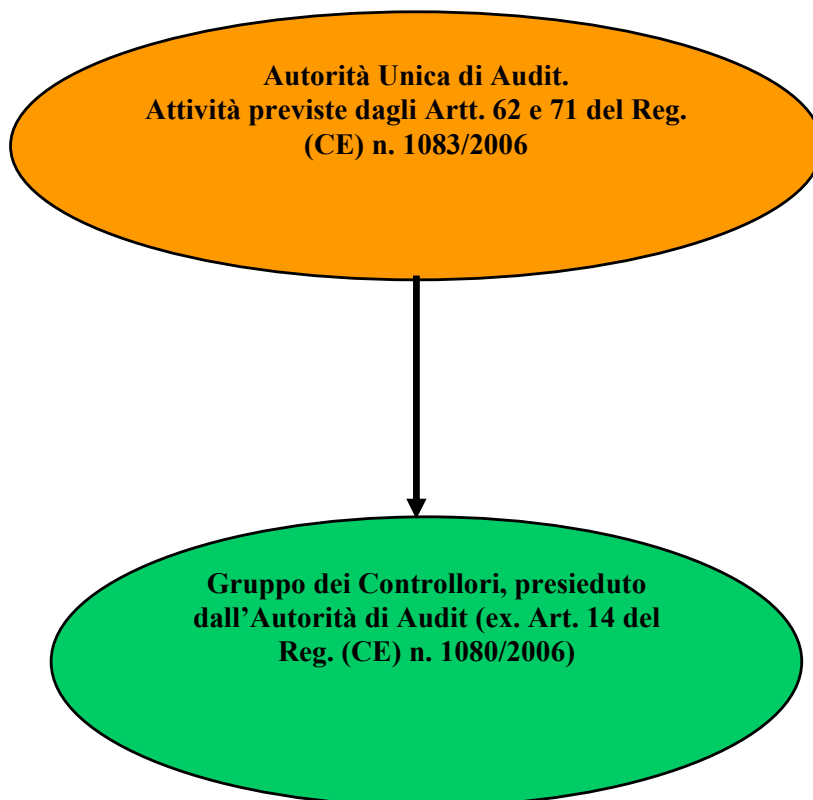 Autorità Unica di Audit.
Attività previste dagli Artt. 62 e 71 del Reg.
(CE) n. 1083/2006
Gruppo dei Controllori, presieduto
dall’Autorità di Audit (ex. Art. 14 del
Reg. (CE) n. 1080/2006)